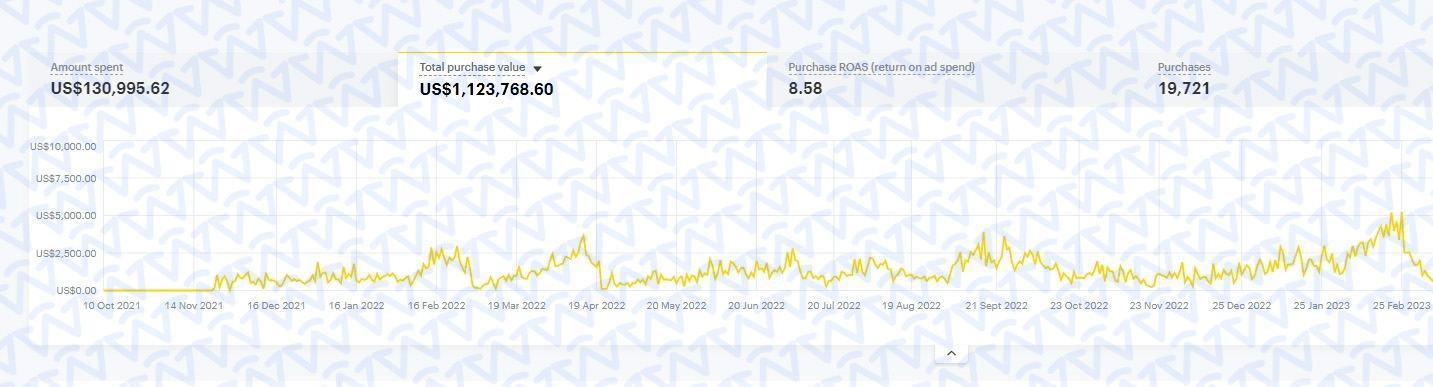 Amount spent
US$130,995.62
Total purchase value
US$1,123,768.60
Purchase ROAS (return on ad spend)
8.58
Purchases
19,721
US$10,000.00
US$7,500.00
US$5,000.00
US$2,500.00
US$0.00
10 Oct 2021 14 Nov 2021 16 Dec 2021 16 Jan 2022 16 Feb 2022 19 Mar 2022 19 Apr 2022 20 May 2022 20 Jun 2022 20 Jul 2022 19 Aug 2022 21 Sept 2022 23 Oct 2022 23 Nov 2022 25 Dec 2022 25 Jan 2023 25 Feb 2023